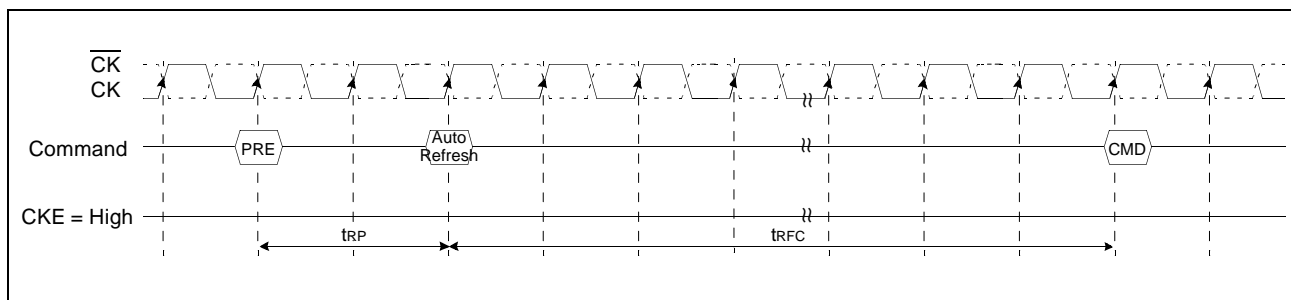 CK
CK
Command
PRE
Auto
Refresh
CMD
CKE = High
tRP
tRFC